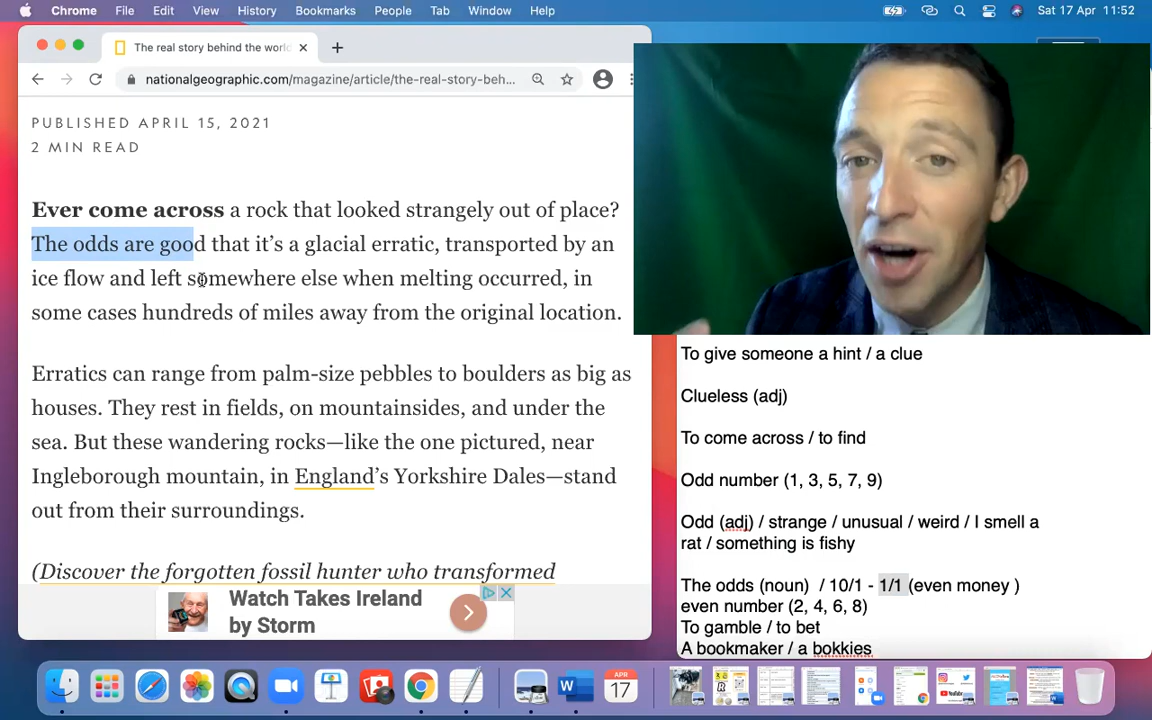 Chrome File Edit View History Bookmarks People Tab Window Help Sat 17 Apr 11:52
The real story behind the world
nationalgeographic.com/magazine/article/the-real-story-beh...
PUBLISHED APRIL 15, 2021
2 MIN READ
Ever come across a rock that looked strangely out of place?
The odds are good that it's a glacial erratic, transported by an
ice flow and left somewhere else when melting occurred, in
some cases hundreds of miles away from the original location.
Erratics can range from palm-size pebbles to boulders as big as
houses. They rest in fields, on mountainsides, and under the
sea. But these wandering rocks—like the one pictured, near
Ingleborough mountain, in England's Yorkshire Dales—stand
out from their surroundings.
(Discover the forgotten fossil hunter who transformed
Watch Takes Ireland
by Storm
To give someone a hint / a clue
Clueless (adj)
To come across / to find
Odd number (1, 3, 5, 7, 9)
Odd (adj) / strange / unusual / weird / I smell a
rat / something is fishy
The odds (noun) / 10/1 - 1/1 (even money )
even number (2, 4, 6, 8)
To gamble / to bet
A bookmaker / a bokkies
APR
17